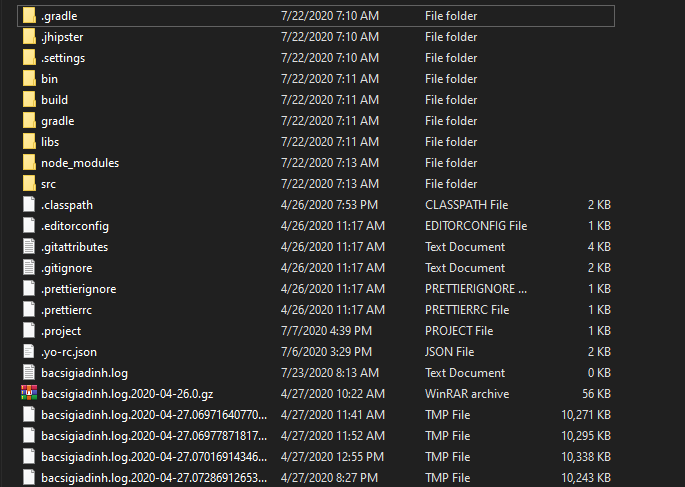 .gradle 7/22/2020 7:10 AM File folder
.jhipster 7/22/2020 7:10 AM File folder
.settings 7/22/2020 7:10 AM File folder
bin 7/22/2020 7:11 AM File folder
build 7/22/2020 7:11 AM File folder
gradle 7/22/2020 7:11 AM File folder
libs 7/22/2020 7:11 AM File folder
node_modules 7/22/2020 7:13 AM File folder
src 7/22/2020 7:13 AM File folder
.classpath 4/26/2020 7:53 PM CLASSPATH File 2 KB
.editorconfig 4/26/2020 11:17 AM EDITORCONFIG File 1 KB
.gitattributes 4/26/2020 11:17 AM Text Document 4 KB
.gitignore 4/26/2020 11:17 AM Text Document 2 KB
.prettierignore 4/26/2020 11:17 AM PRETTIERIGNORE ... 1 KB
.prettierrc 4/26/2020 11:17 AM PRETTIERRC File 1 KB
.project 7/7/2020 4:39 PM PROJECT File 1 KB
.yo-rc.json 7/6/2020 3:29 PM JSON File 2 KB
bacsigiadinh.log 7/23/2020 8:13 AM Text Document 0 KB
bacsigiadinh.log.2020-04-26.0.gz 4/27/2020 10:22 AM WinRAR archive 56 KB
bacsigiadinh.log.2020-04-27.06971640770... 4/27/2020 11:41 AM TMP File 10,271 KB
bacsigiadinh.log.2020-04-27.06977871817... 4/27/2020 11:52 AM TMP File 10,295 KB
bacsigiadinh.log.2020-04-27.07016914346... 4/27/2020 12:55 PM TMP File 10,338 KB
bacsigiadinh.log.2020-04-27.07286912653... 4/27/2020 8:27 PM TMP File 10,243 KB